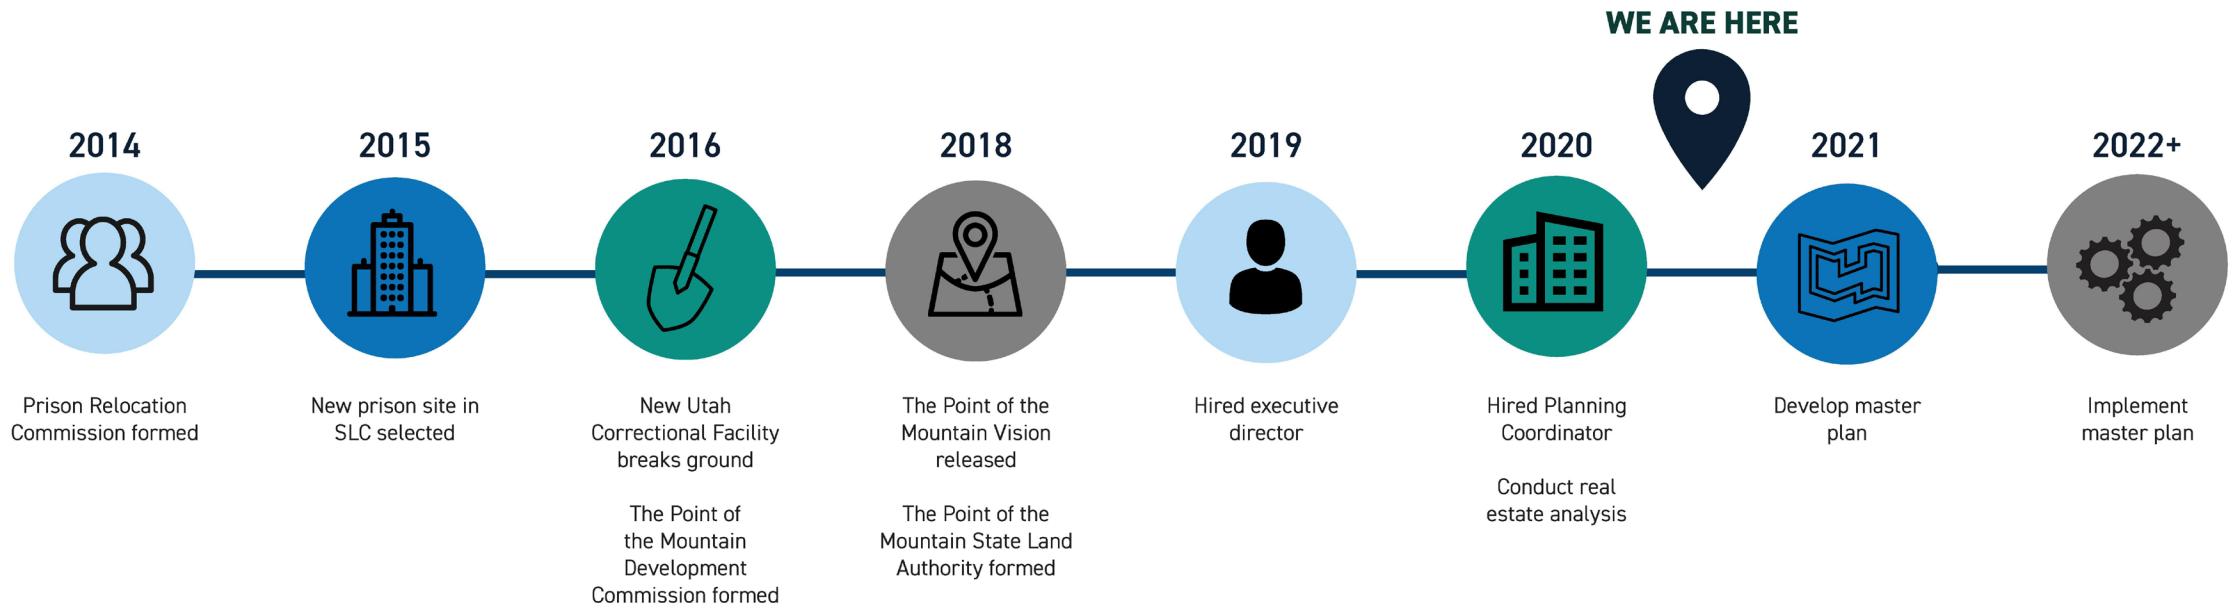 WE ARE HERE
2014
Prison Relocation
Commission formed
2015
New prison site in
SLC selected
2016
New Utah
Correctional Facility
breaks ground
The Point of
the Mountain
Development
Commission formed
2018
The Point of the
Mountain Vision
released
The Point of the
Mountain State Land
Authority formed
2019
Hired executive
director
2020
Hired Planning
Coordinator
Conduct real
estate analysis
2021
Develop master
plan
2022+
Implement
master plan